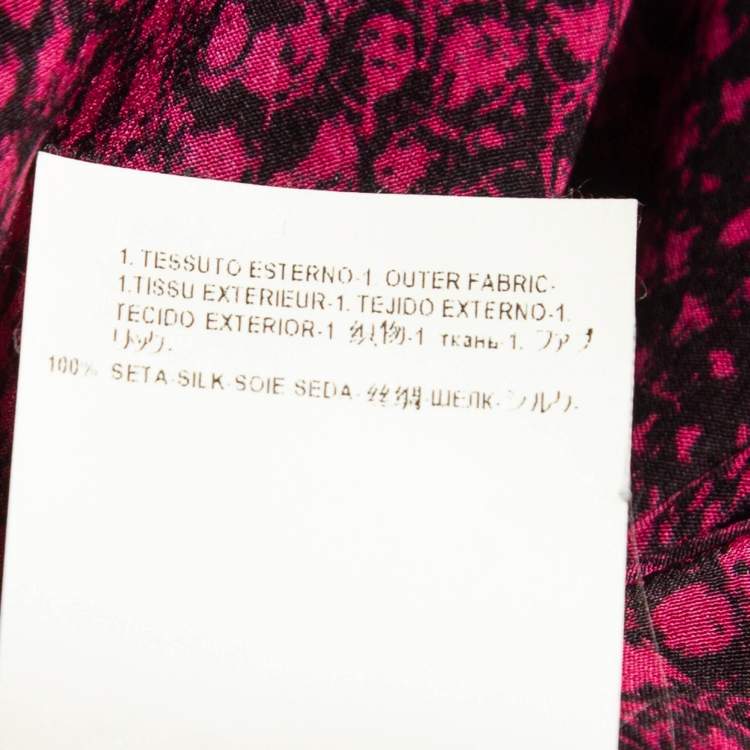 1. TESSUTO ESTERNO-1. OUTER FABRIC-
1.TISSU EXTERIEUR-1. TEJIDO EXTERNO-1.
TECIDO EXTERIOR-1 织物-1 ткань-1. ファブ
リック.
100% SETA-SILK-SOIE SEDA-丝绸-ШЕЛК-シルク.